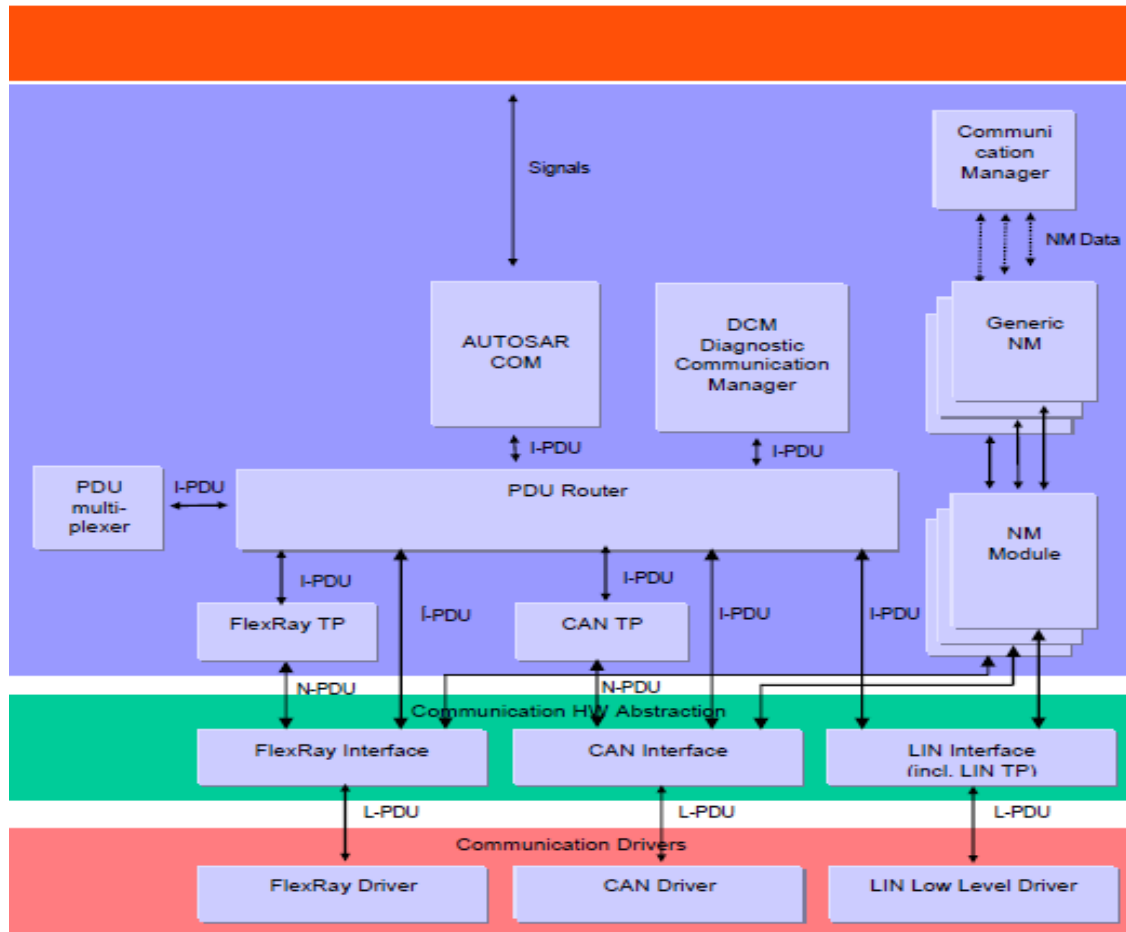 Communi
cation
Manager
Signals
NM Data
AUTOSAR
COM
DCM
Diagnostic
Communication
Manager
Generic
NM
I-PDU
I-PDU
PDU
multi-
plexer
I-PDU
PDU Router
NM
Module
I-PDU
I-PDU
I-PDU
I-PDU
I-PDU
FlexRay TP
CAN TP
N-PDU
N-PDU
Communication HW Abstraction
FlexRay Interface
CAN Interface
LIN Interface
(incl. LIN TP)
L-PDU
L-PDU
L-PDU
Communication Drivers
FlexRay Driver
CAN Driver
LIN Low Level Driver